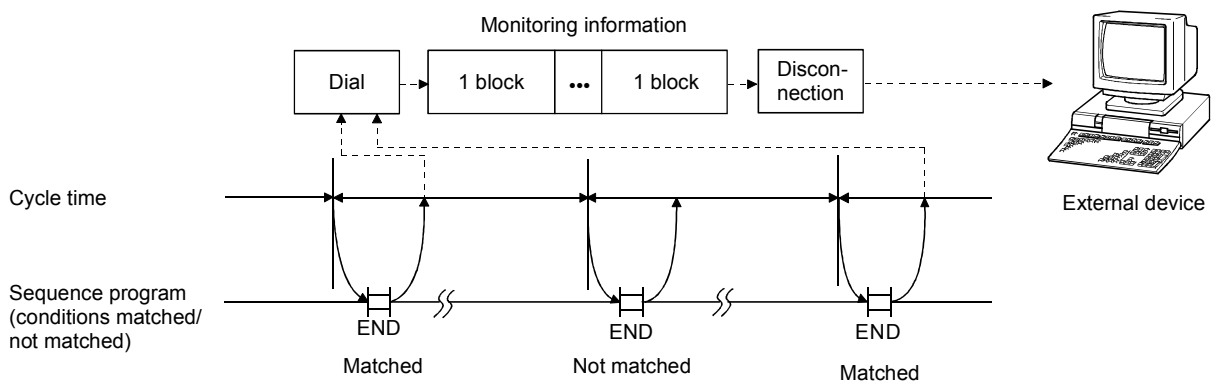 Monitoring information
Dial
1 block
...
1 block
Discon-
nection
Cycle time
External device
Sequence program
(conditions matched/
not matched)
END
END
END
Matched
Not matched
Matched